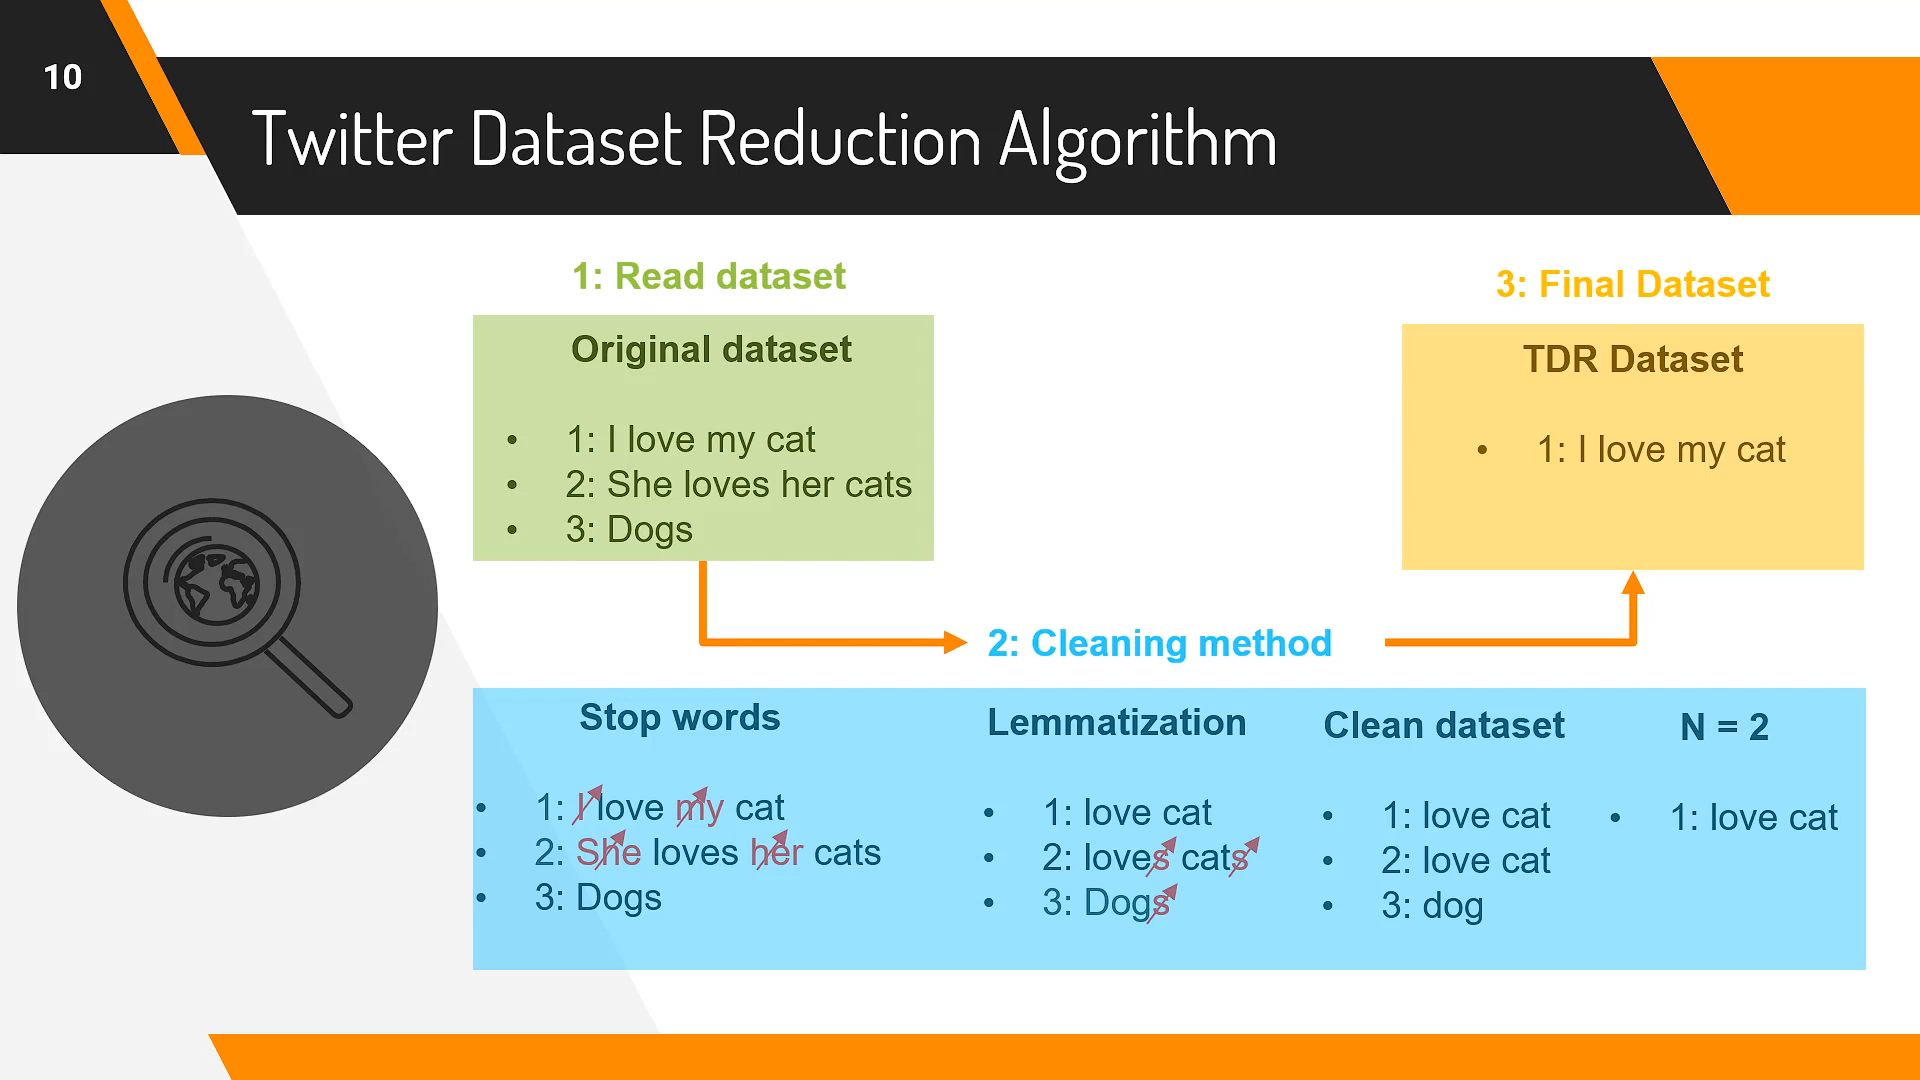 10
Twitter Dataset Reduction Algorithm
1: Read dataset
Original dataset
• 1: I love my cat
• 2: She loves her cats
• 3: Dogs
3: Final Dataset
TDR Dataset
• 1: I love my cat
2: Cleaning method
Stop words
• 1: I love my cat
• 2: She loves her cats
• 3: Dogs
Lemmatization
• 1: love cat
• 2: loves cats
• 3: Dogs
Clean dataset
• 1: love cat
• 2: love cat
• 3: dog
N = 2
• 1: love cat